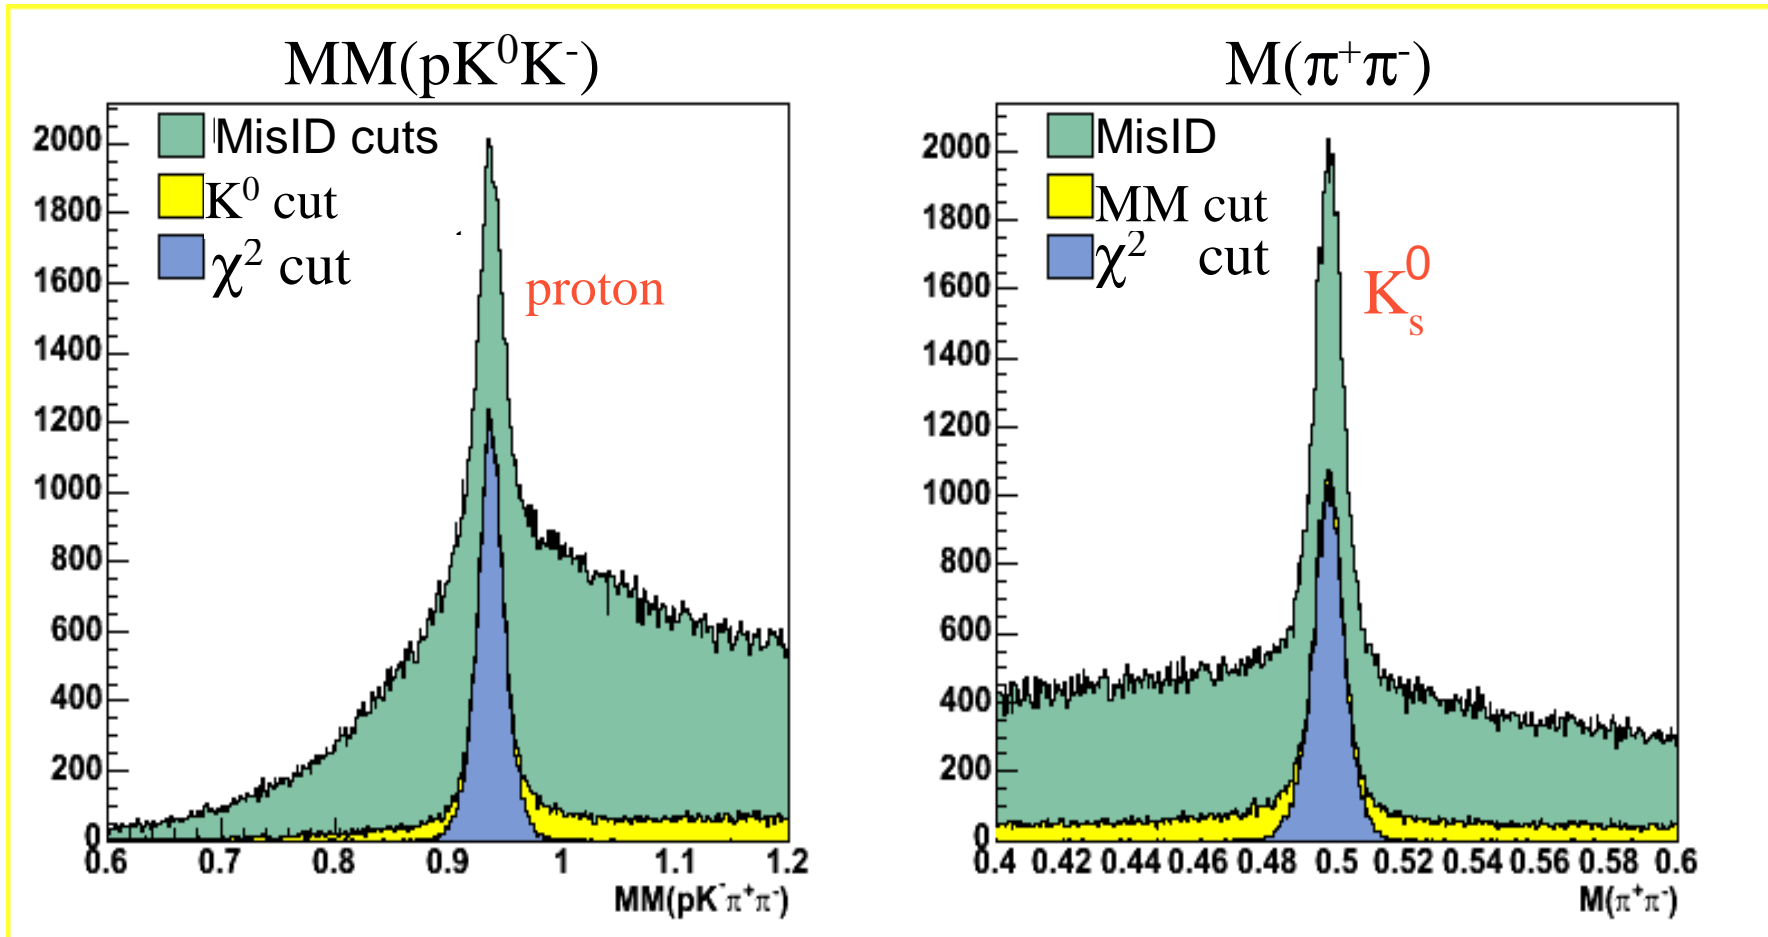 MM(pK⁰K⁻)
MisID cuts
K⁰ cut
χ² cut
proton
2000
1800
1600
1400
1200
1000
800
600
400
200
0
0.6 0.7 0.8 0.9 1 1.1 1.2
MM(pK⁻π⁺π⁻)
M(π⁺π⁻)
MisID
MM cut
χ² cut
K⁰ₛ
2000
1800
1600
1400
1200
1000
800
600
400
200
0
0.4 0.42 0.44 0.46 0.48 0.5 0.52 0.54 0.56 0.58 0.6
M(π⁺π⁻)